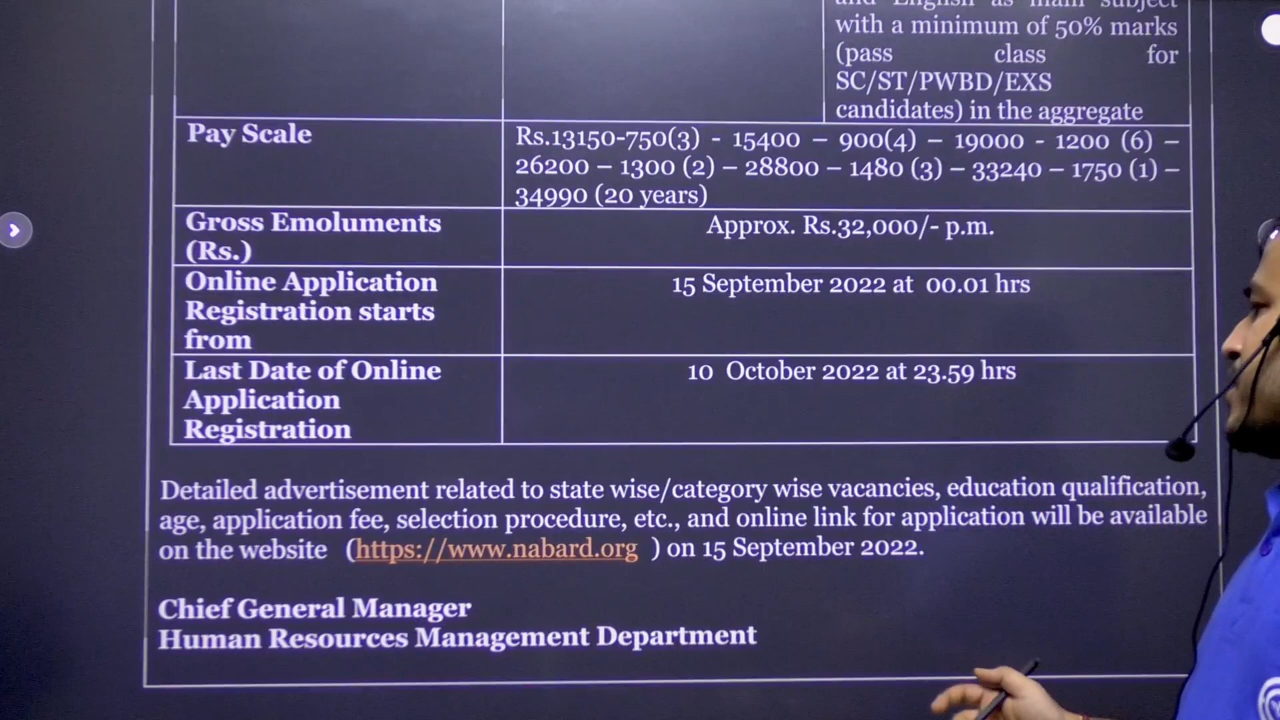 and English as main subject
with a minimum of 50% marks
(pass class for
SC/ST/PWBD/EXS
candidates) in the aggregate
Pay Scale
Rs.13150-750(3) - 15400 – 900(4) – 19000 - 1200 (6) –
26200 – 1300 (2) – 28800 – 1480 (3) – 33240 – 1750 (1) –
34990 (20 years)
Gross Emoluments
(Rs.)
Approx. Rs.32,000/- p.m.
Online Application
Registration starts
from
15 September 2022 at 00.01 hrs
Last Date of Online
Application
Registration
10 October 2022 at 23.59 hrs
Detailed advertisement related to state wise/category wise vacancies, education qualification,
age, application fee, selection procedure, etc., and online link for application will be available
on the website (https://www.nabard.org ) on 15 September 2022.
Chief General Manager
Human Resources Management Department